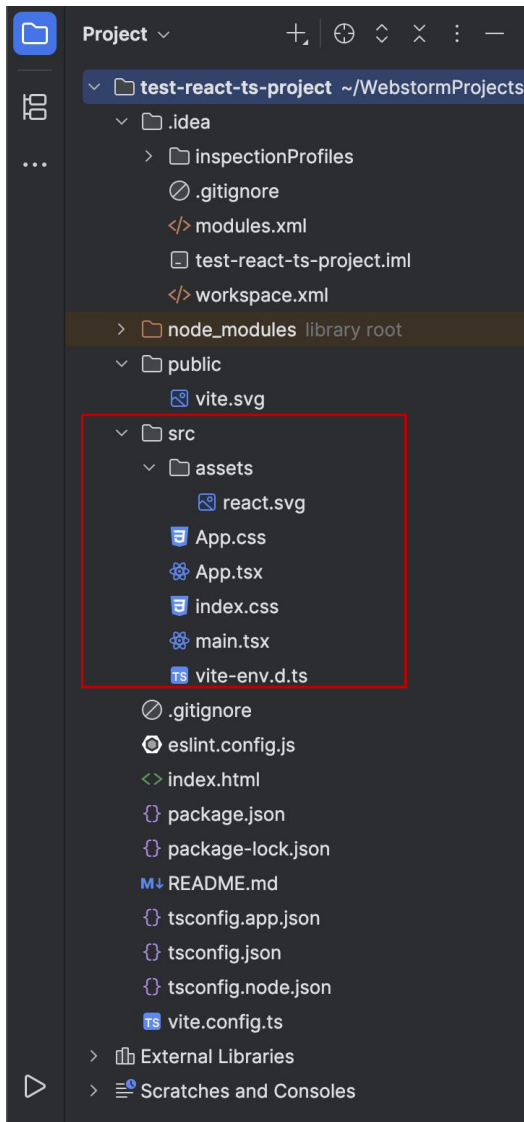 Project
test-react-ts-project ~/WebstormProjects
.idea
inspectionProfiles
.gitignore
modules.xml
test-react-ts-project.iml
workspace.xml
node_modules library root
public
vite.svg
src
assets
react.svg
App.css
App.tsx
index.css
main.tsx
TS vite-env.d.ts
.gitignore
eslint.config.js
index.html
package.json
package-lock.json
M↓ README.md
tsconfig.app.json
tsconfig.json
tsconfig.node.json
TS vite.config.ts
External Libraries
Scratches and Consoles